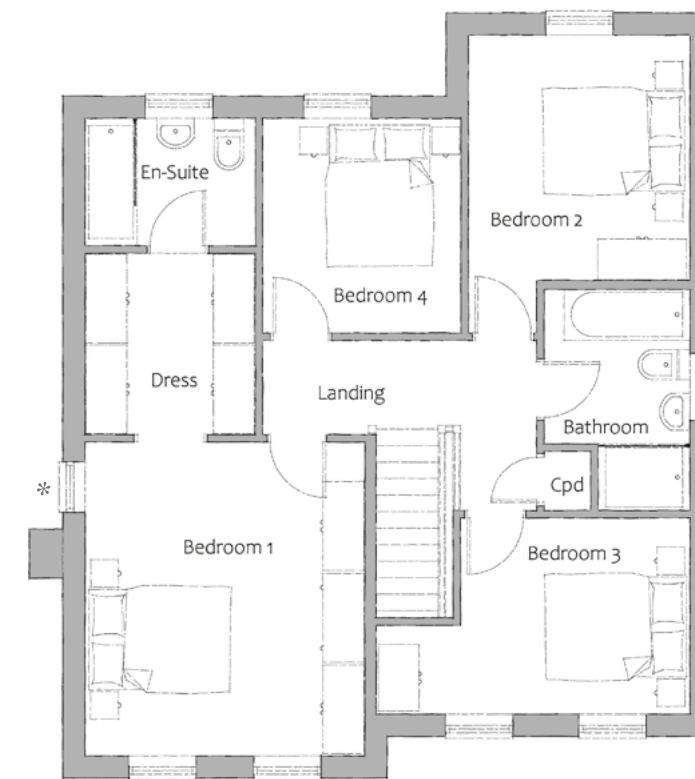 En-Suite
Bedroom 2
Bedroom 4
Dress
Landing
Bathroom
*
Cpd
Bedroom 1
Bedroom 3